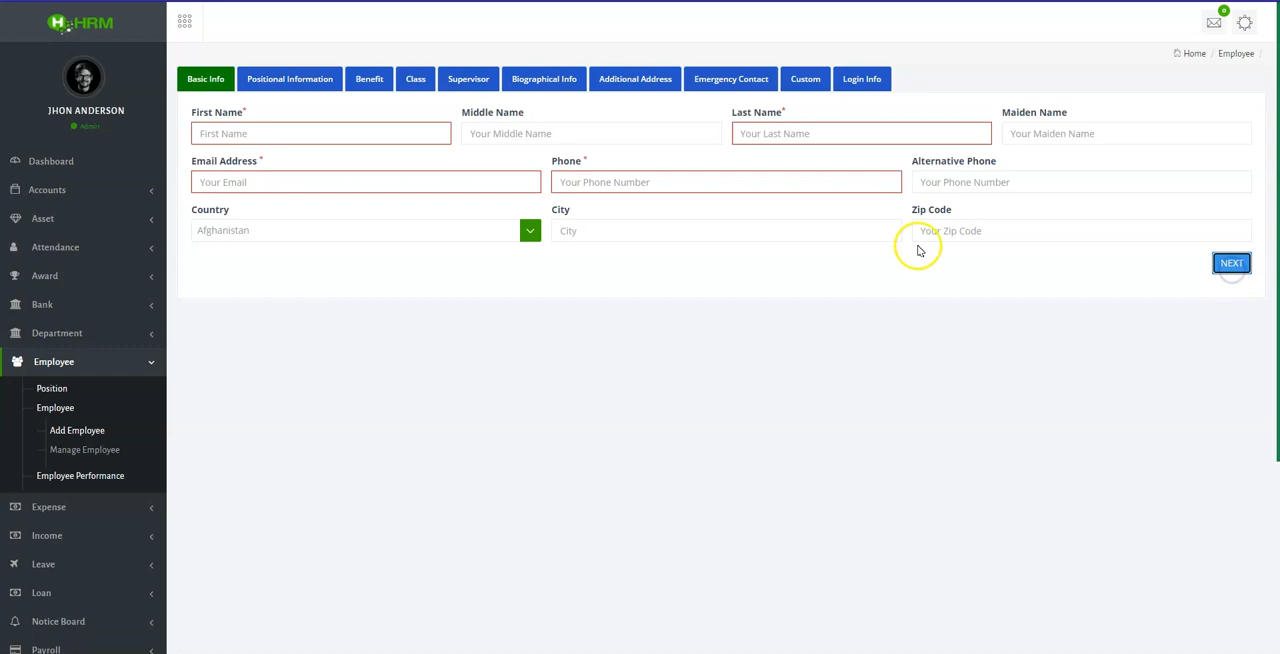 H HRM
0
Home / Employee /
JHON ANDERSON
Admin
Basic Info Positional Information Benefit Class Supervisor Biographical Info Additional Address Emergency Contact Custom Login Info
First Name* Middle Name Last Name* Maiden Name
First Name Your Middle Name Your Last Name Your Maiden Name
Email Address * Phone * Alternative Phone
Your Email Your Phone Number Your Phone Number
Country City Zip Code
Afghanistan City Your Zip Code
NEXT
Dashboard
Accounts
Asset
Attendance
Award
Bank
Department
Employee
Position
Employee
Add Employee
Manage Employee
Employee Performance
Expense
Income
Leave
Loan
Notice Board
Payroll